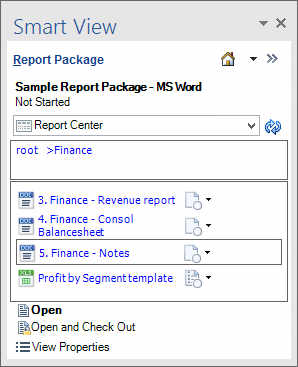 Smart View
Report Package
Sample Report Package - MS Word
Not Started
Report Center
root >Finance
3. Finance - Revenue report
4. Finance - Consol
Balancesheet
5. Finance - Notes
Profit by Segment template
Open
Open and Check Out
View Properties